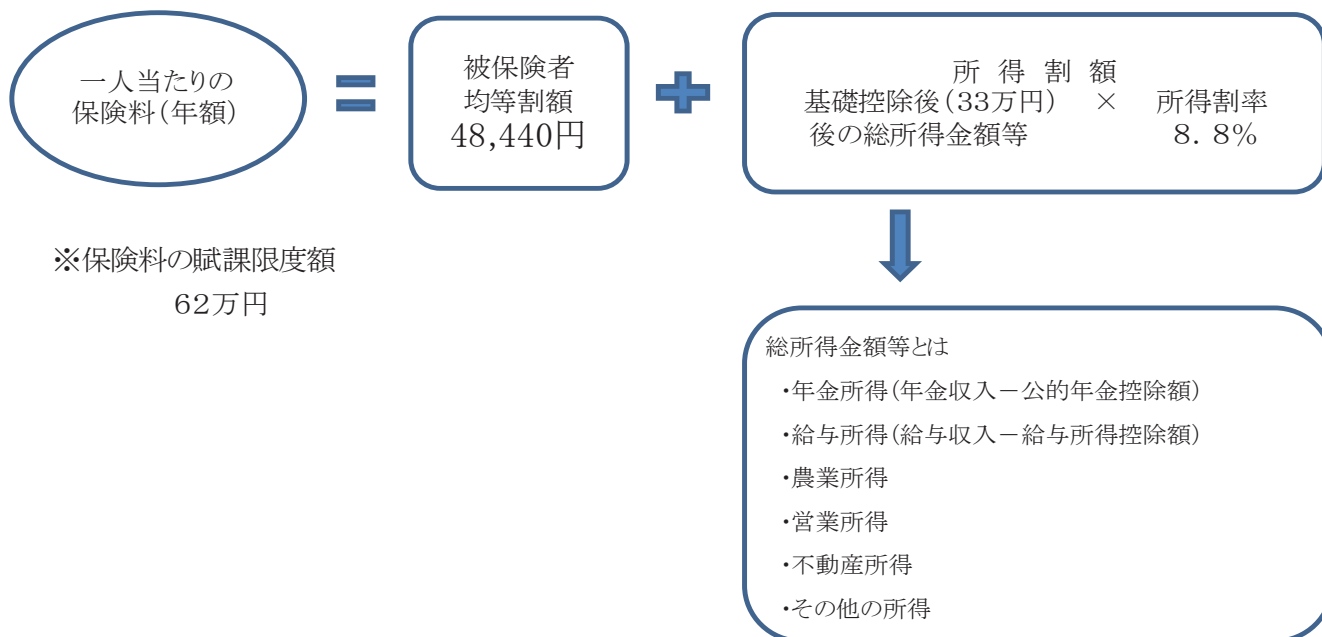 一人当たりの
保険料(年額)
被保険者
均等割額
48,440円
所得割額
基礎控除後(33万円) × 所得割率
後の総所得金額等 8.8%
※保険料の賦課限度額
62万円
総所得金額等とは
・年金所得(年金収入-公的年金控除額)
・給与所得(給与収入-給与所得控除額)
・農業所得
・営業所得
・不動産所得
・その他の所得